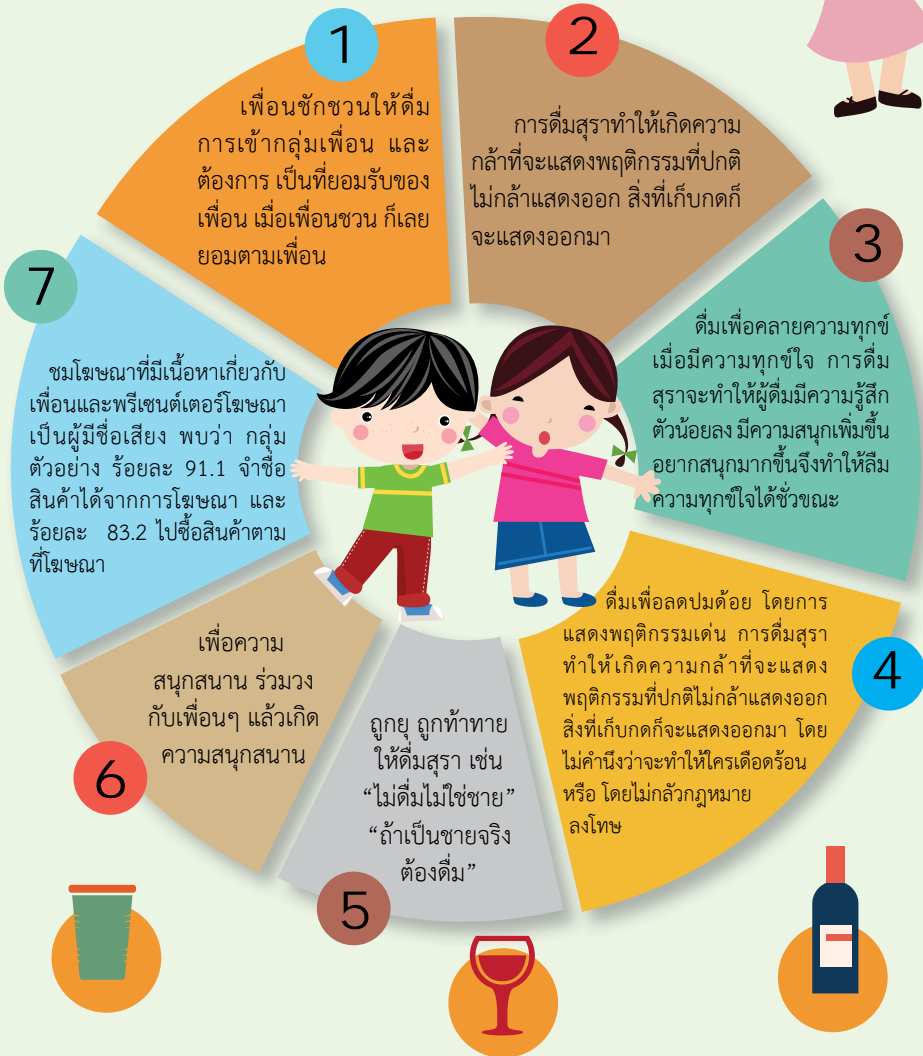 1
เพื่อนชักชวนให้ดื่ม
การเข้ากลุ่มเพื่อน และ
ต้องการ เป็นที่ยอมรับของ
เพื่อน เมื่อเพื่อนชวน ก็เลย
ยอมตามเพื่อน
2
การดื่มสุราทำให้เกิดความ
กล้าที่จะแสดงพฤติกรรมที่ปกติ
ไม่กล้าแสดงออก สิ่งที่เก็บกดก็
จะแสดงออกมา
3
ดื่มเพื่อคลายความทุกข์
เมื่อมีความทุกข์ใจ การดื่ม
สุราจะทำให้ผู้ดื่มมีความรู้สึก
ตัวน้อยลง มีความสนุกเพิ่มขึ้น
อยากสนุกมากขึ้นจึงทำให้ลืม
ความทุกข์ใจได้ชั่วขณะ
4
ดื่มเพื่อลดปมด้อย โดยการ
แสดงพฤติกรรมเด่น การดื่มสุรา
ทำให้เกิดความกล้าที่จะแสดง
พฤติกรรมที่ปกติไม่กล้าแสดงออก
สิ่งที่เก็บกดก็จะแสดงออกมา โดย
ไม่คำนึงว่าจะทำให้ใครเดือดร้อน
หรือ โดยไม่กลัวกฎหมาย
ลงโทษ
5
ถูกยุ ถูกท้าทาย
ให้ดื่มสุรา เช่น
“ไม่ดื่มไม่ใช่ชาย”
“ถ้าเป็นชายจริง
ต้องดื่ม”
6
เพื่อความ
สนุกสนาน ร่วมวง
กับเพื่อนๆ แล้วเกิด
ความสนุกสนาน
7
ชมโฆษณาที่มีเนื้อหาเกี่ยวกับ
เพื่อนและพรีเซนต์เตอร์โฆษณา
เป็นผู้มีชื่อเสียง พบว่า กลุ่ม
ตัวอย่าง ร้อยละ 91.1 จำชื่อ
สินค้าได้จากการโฆษณา และ
ร้อยละ 83.2 ไปซื้อสินค้าตาม
ที่โฆษณา